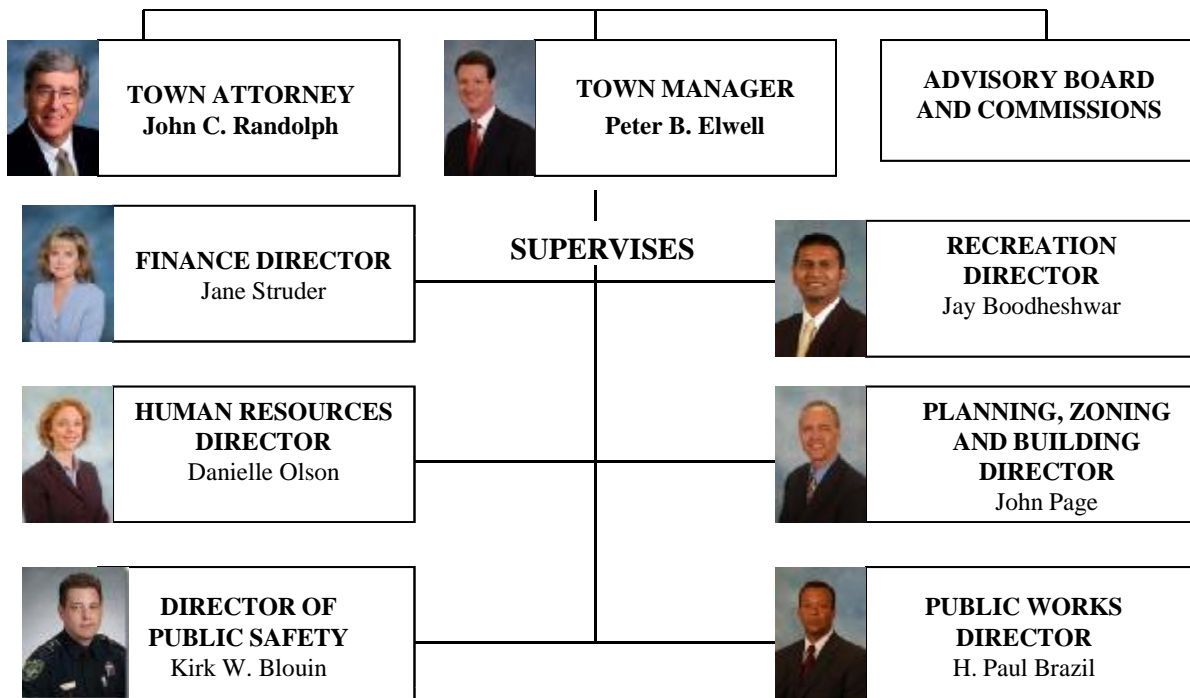 TOWN ATTORNEY
John C. Randolph
TOWN MANAGER
Peter B. Elwell
ADVISORY BOARD
AND COMMISSIONS
SUPERVISES
FINANCE DIRECTOR
Jane Struder
RECREATION
DIRECTOR
Jay Boodheshwar
HUMAN RESOURCES
DIRECTOR
Danielle Olson
PLANNING, ZONING
AND BUILDING
DIRECTOR
John Page
DIRECTOR OF
PUBLIC SAFETY
Kirk W. Blouin
PUBLIC WORKS
DIRECTOR
H. Paul Brazil